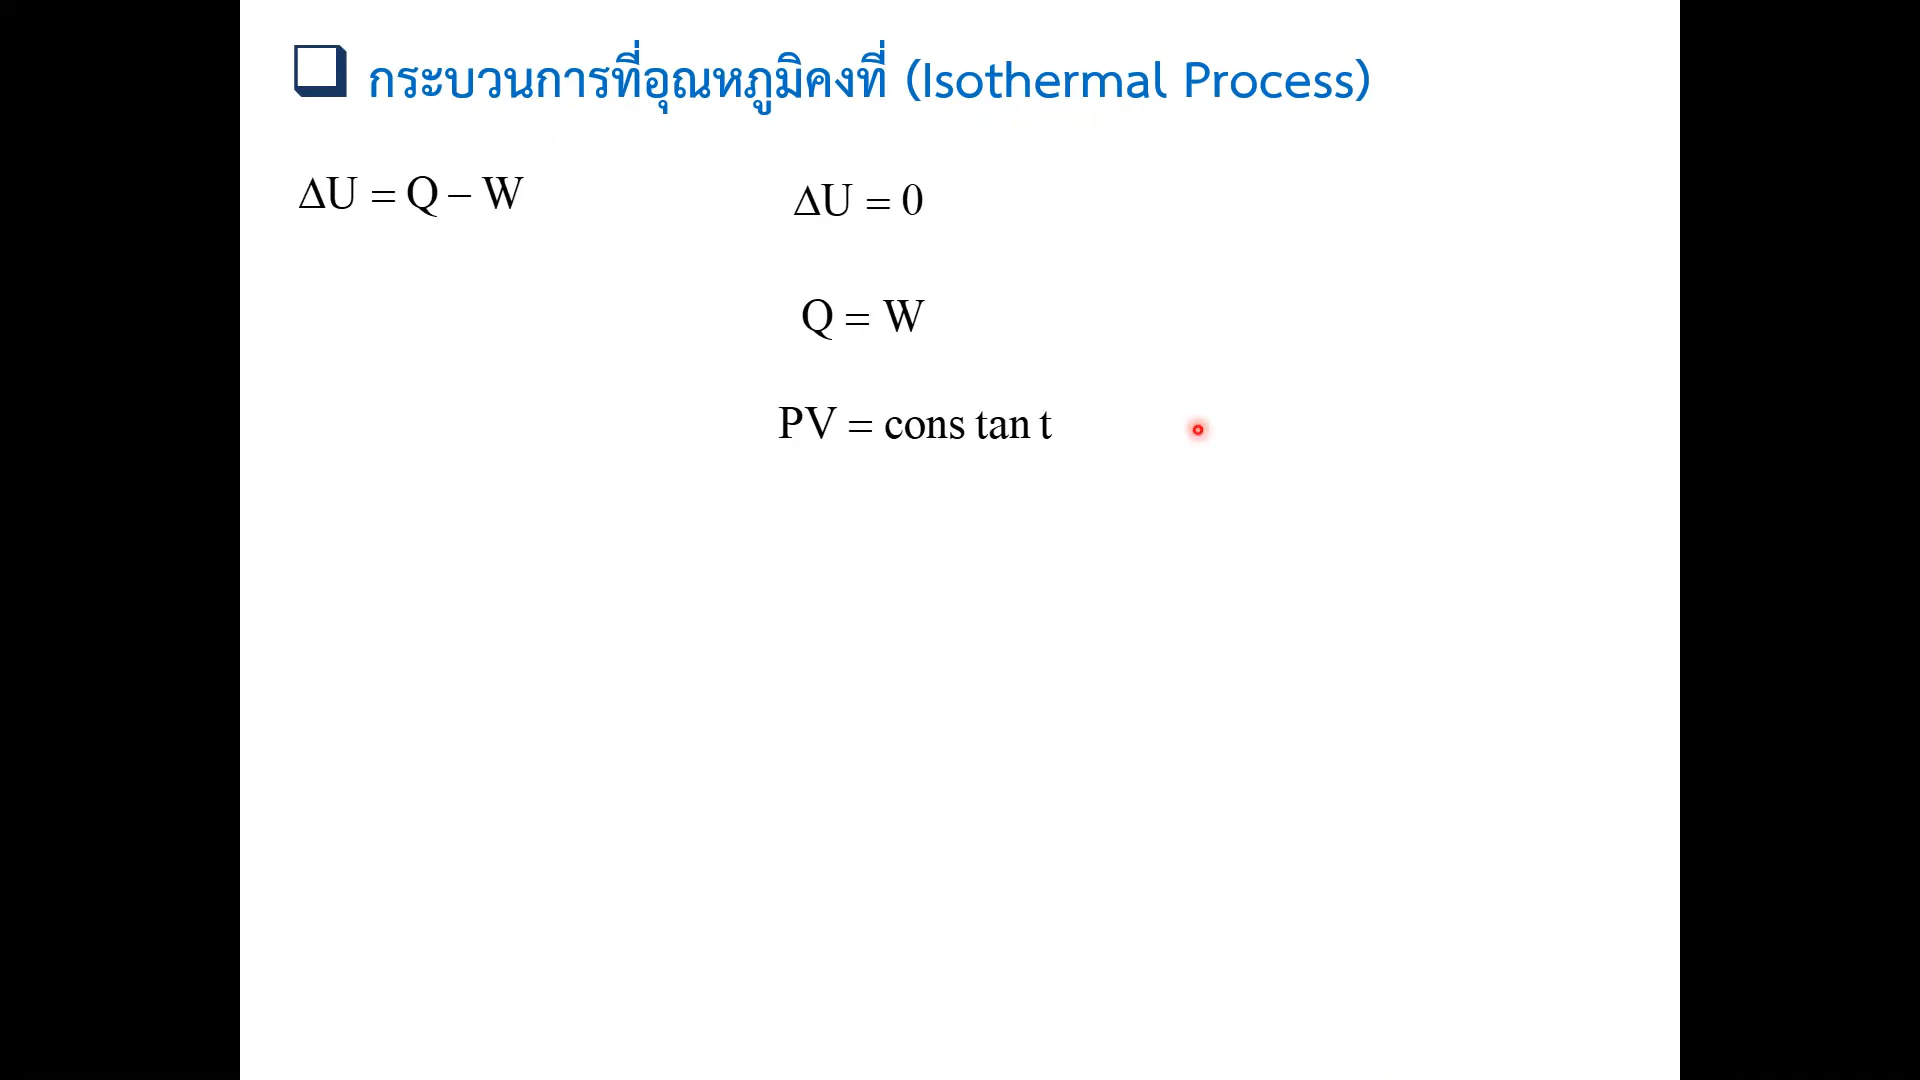 กระบวนการที่อุณหภูมิคงที่ (Isothermal Process)
ΔU = Q − W
ΔU = 0
Q = W
PV = cons tan t